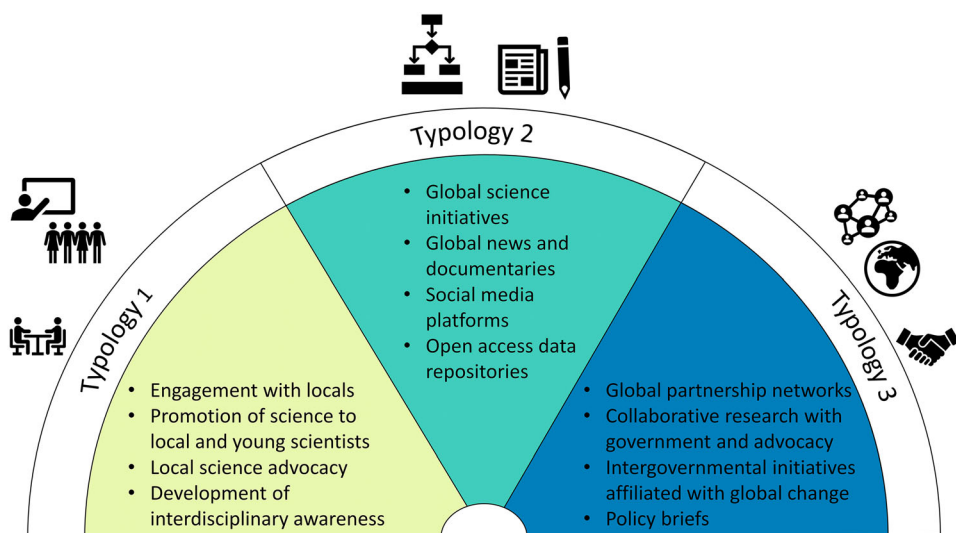 Typology 1
• Engagement with locals
• Promotion of science to
local and young scientists
• Local science advocacy
• Development of
interdisciplinary awareness
Typology 2
• Global science
initiatives
• Global news and
documentaries
• Social media
platforms
• Open access data
repositories
Typology 3
• Global partnership networks
• Collaborative research with
government and advocacy
• Intergovernmental initiatives
affiliated with global change
• Policy briefs